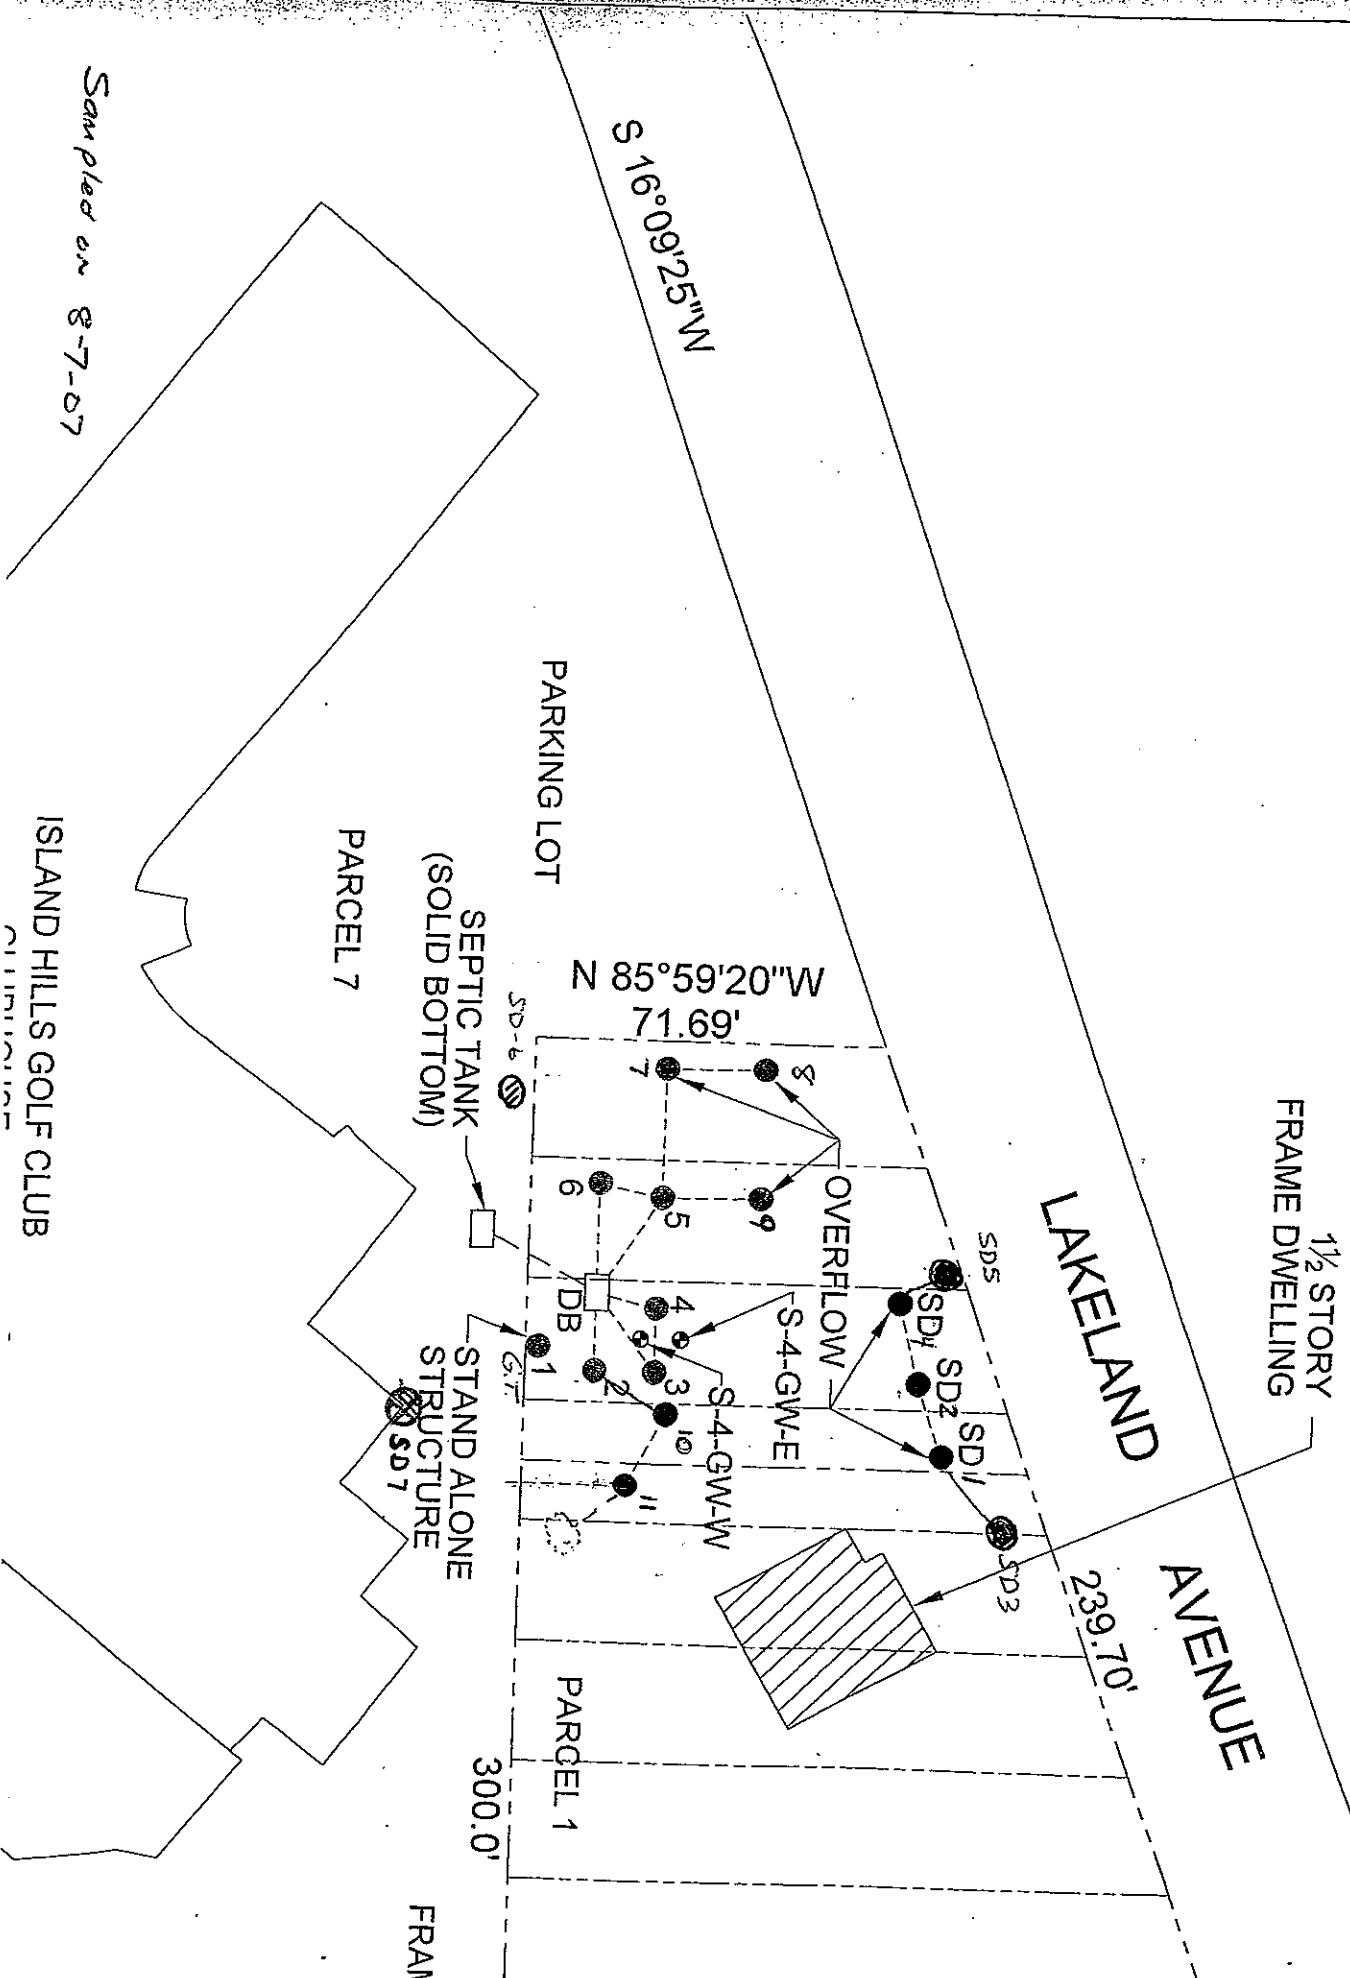 Sampled on 8-7-07
S 16°09'25"W
LAKELAND AVENUE
1½ STORY
FRAME DWELLING
239.70'
PARKING LOT
N 85°59'20"W
71.69'
PARCEL 7
SEPTIC TANK
(SOLID BOTTOM)
SD-6
7
8
6
5
9
OVERFLOW
SD5
SD4
SD2
SD1
SD3
DB
4
3
2
1
G.T.
10
11
S-4-GW-E
S-4-GW-W
STAND ALONE
STRUCTURE
SD7
PARCEL 1
300.0'
ISLAND HILLS GOLF CLUB